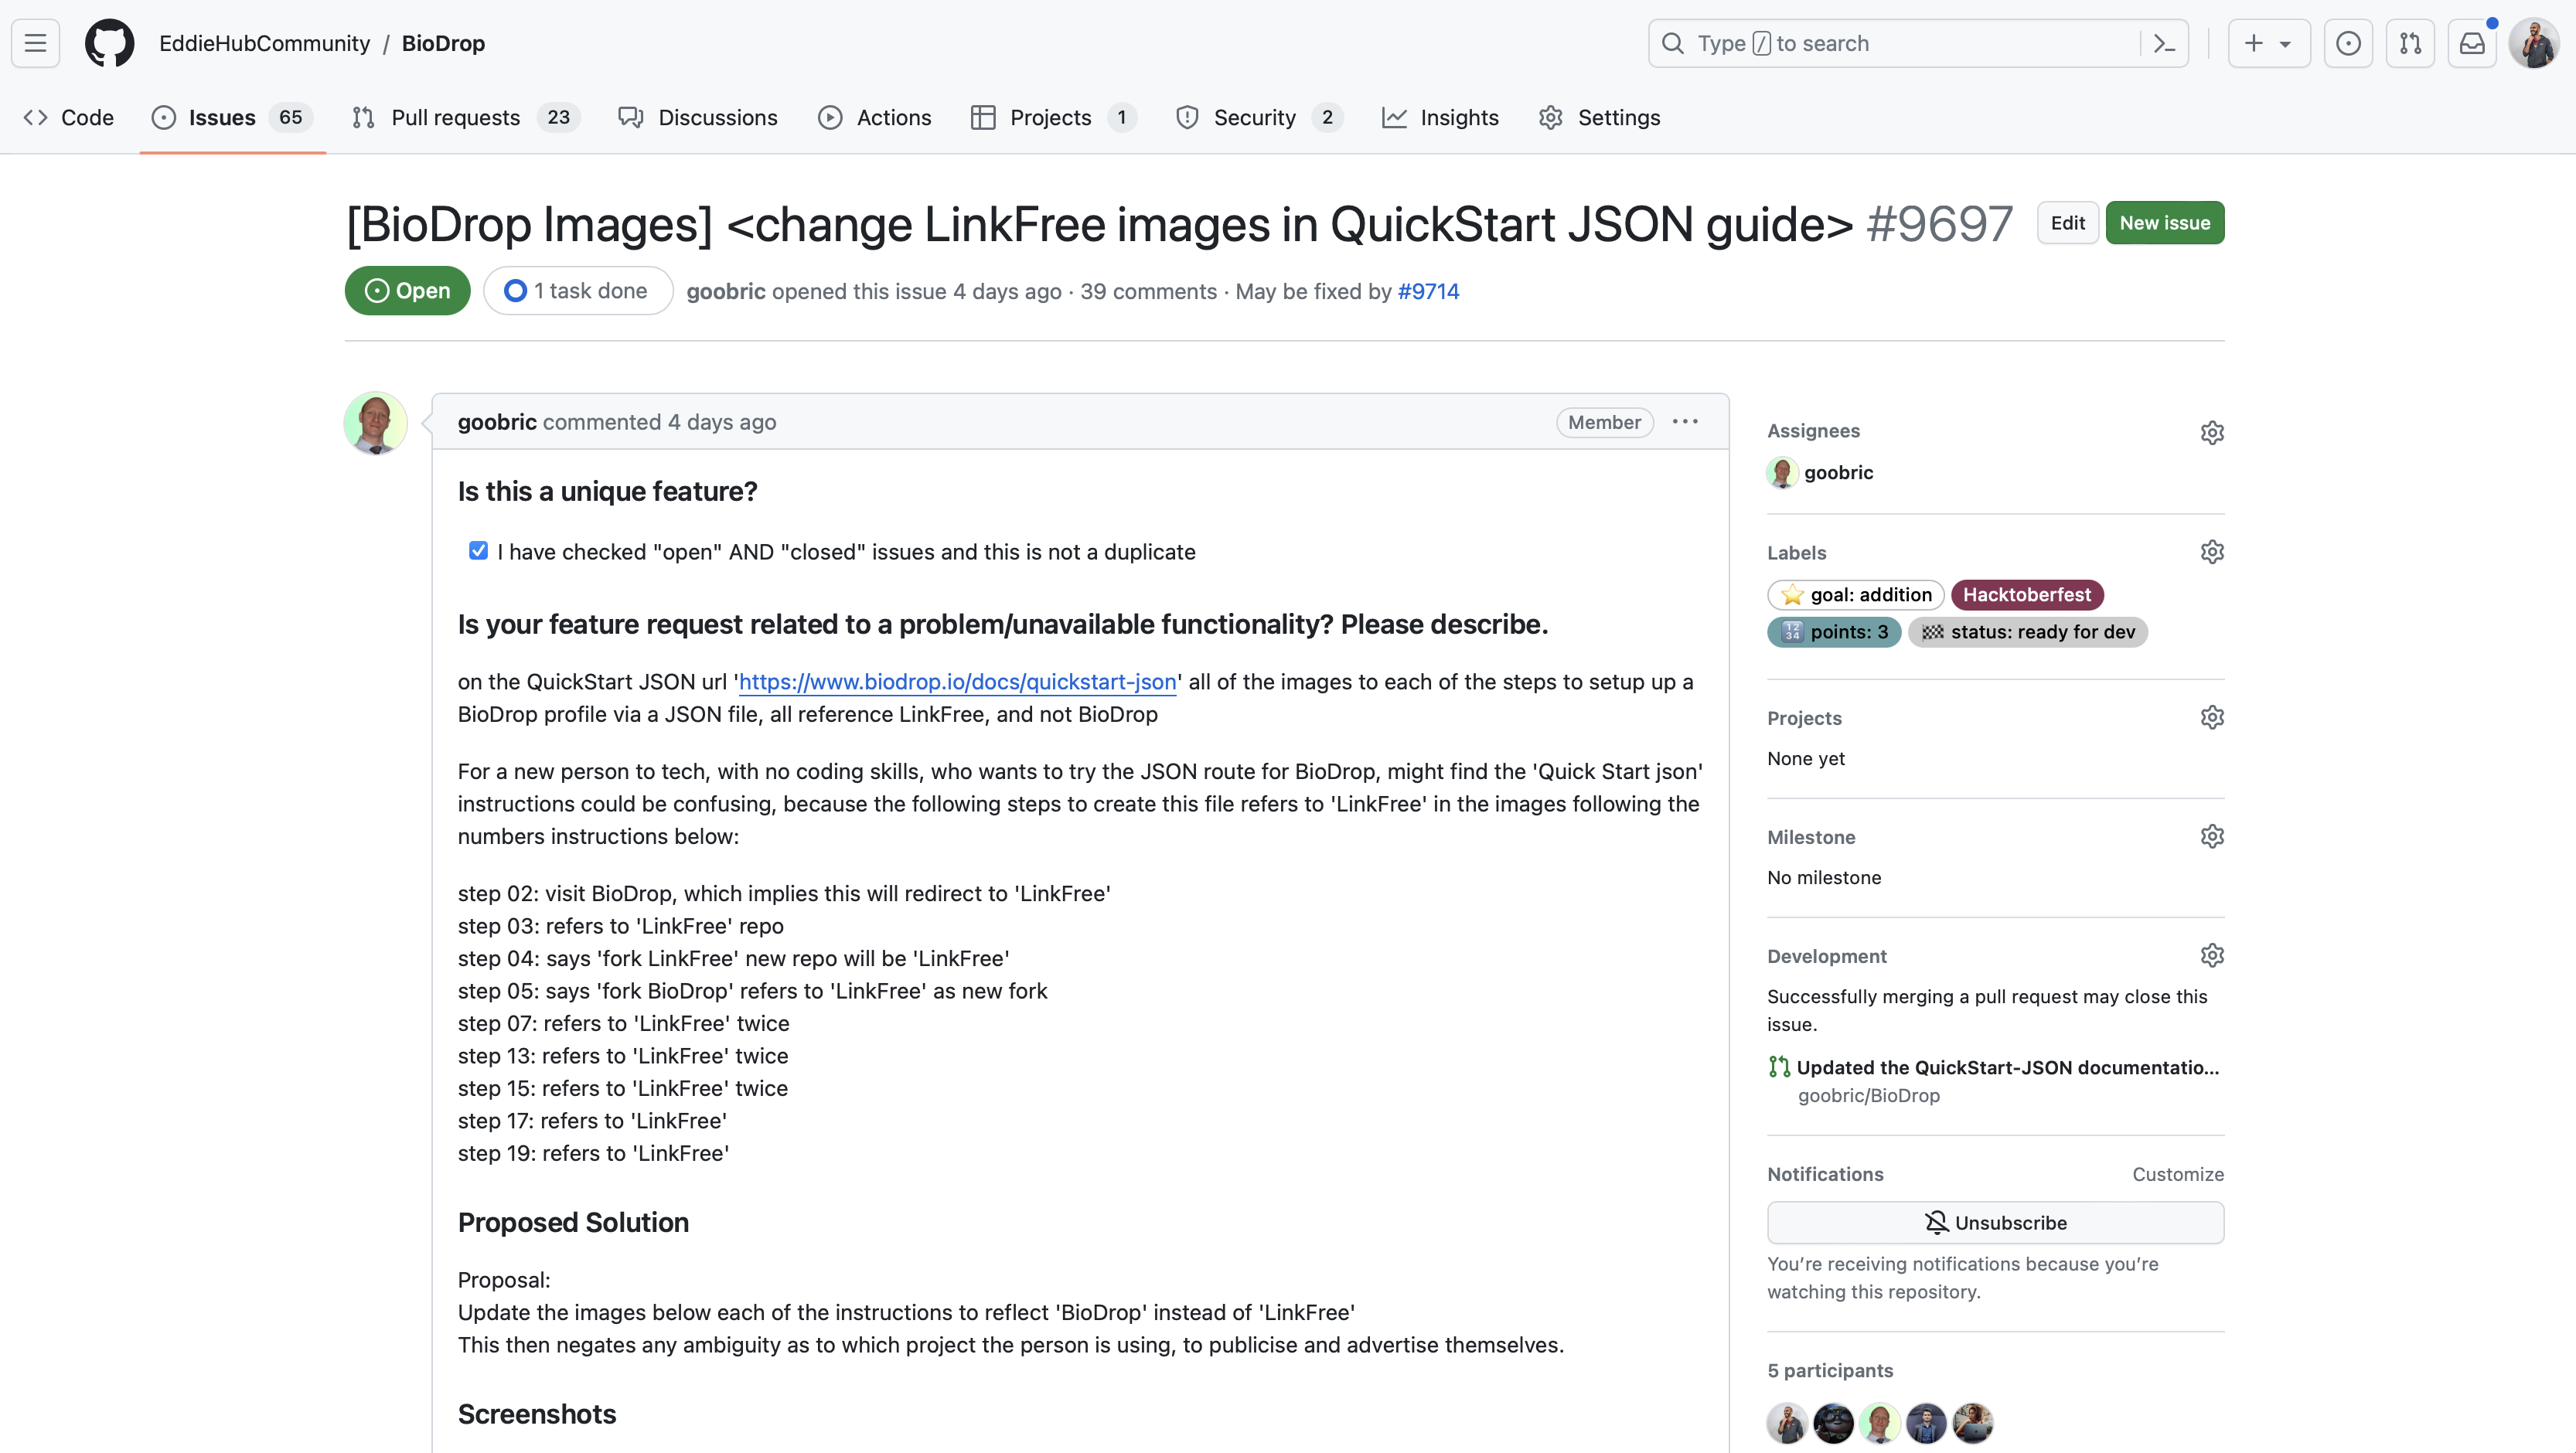 EddieHubCommunity / BioDrop
Type / to search
Code
Issues 65
Pull requests 23
Discussions
Actions
Projects 1
Security 2
Insights
Settings
[BioDrop Images] <change LinkFree images in QuickStart JSON guide> #9697
Edit
New issue
Open
1 task done
goobric opened this issue 4 days ago · 39 comments · May be fixed by #9714
goobric commented 4 days ago
Member
Is this a unique feature?
I have checked "open" AND "closed" issues and this is not a duplicate
Is your feature request related to a problem/unavailable functionality? Please describe.
on the QuickStart JSON url 'https://www.biodrop.io/docs/quickstart-json' all of the images to each of the steps to setup up a
BioDrop profile via a JSON file, all reference LinkFree, and not BioDrop
For a new person to tech, with no coding skills, who wants to try the JSON route for BioDrop, might find the 'Quick Start json'
instructions could be confusing, because the following steps to create this file refers to 'LinkFree' in the images following the
numbers instructions below:
step 02: visit BioDrop, which implies this will redirect to 'LinkFree'
step 03: refers to 'LinkFree' repo
step 04: says 'fork LinkFree' new repo will be 'LinkFree'
step 05: says 'fork BioDrop' refers to 'LinkFree' as new fork
step 07: refers to 'LinkFree' twice
step 13: refers to 'LinkFree' twice
step 15: refers to 'LinkFree' twice
step 17: refers to 'LinkFree'
step 19: refers to 'LinkFree'
Proposed Solution
Proposal:
Update the images below each of the instructions to reflect 'BioDrop' instead of 'LinkFree'
This then negates any ambiguity as to which project the person is using, to publicise and advertise themselves.
Screenshots
Assignees
goobric
Labels
⭐ goal: addition
Hacktoberfest
🔢 points: 3
🏁 status: ready for dev
Projects
None yet
Milestone
No milestone
Development
Successfully merging a pull request may close this
issue.
Updated the QuickStart-JSON documentatio...
goobric/BioDrop
Notifications
Customize
Unsubscribe
You're receiving notifications because you're
watching this repository.
5 participants